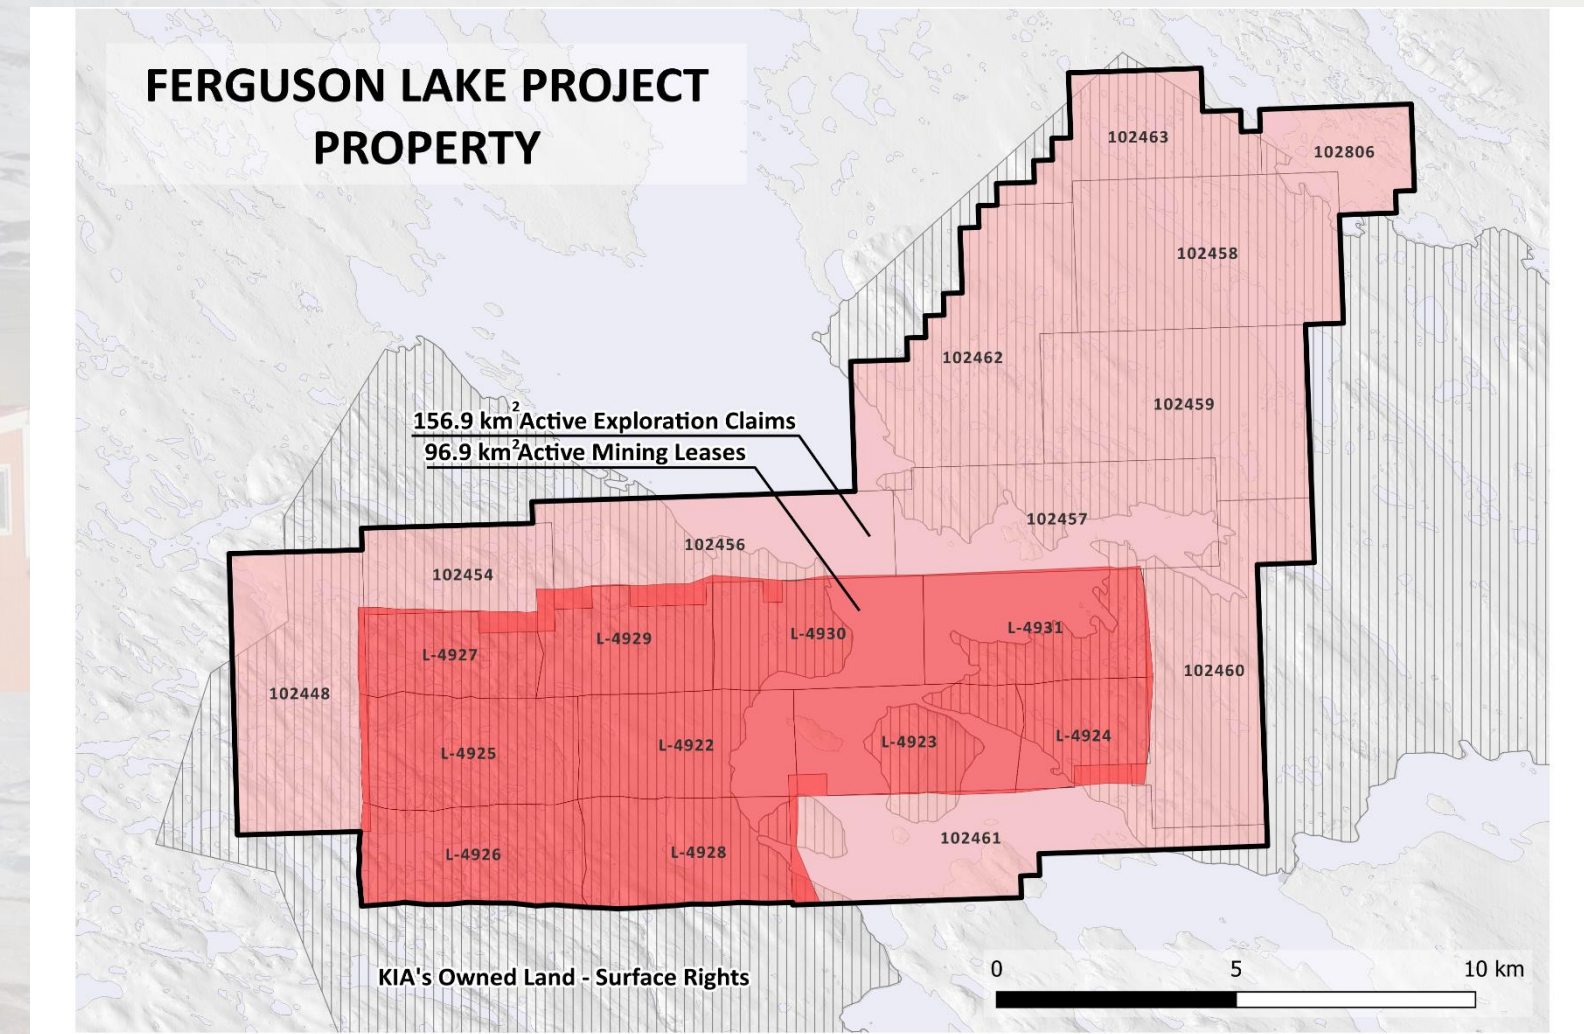 FERGUSON LAKE PROJECT
PROPERTY
102463
102806
102458
102462
102459
156.9 km² Active Exploration Claims
96.9 km² Active Mining Leases
102457
102456
102454
L-4931
L-4930
L-4929
L-4927
102460
102448
L-4924
L-4923
L-4922
L-4925
102461
L-4928
L-4926
KIA's Owned Land - Surface Rights
0 5 10 km